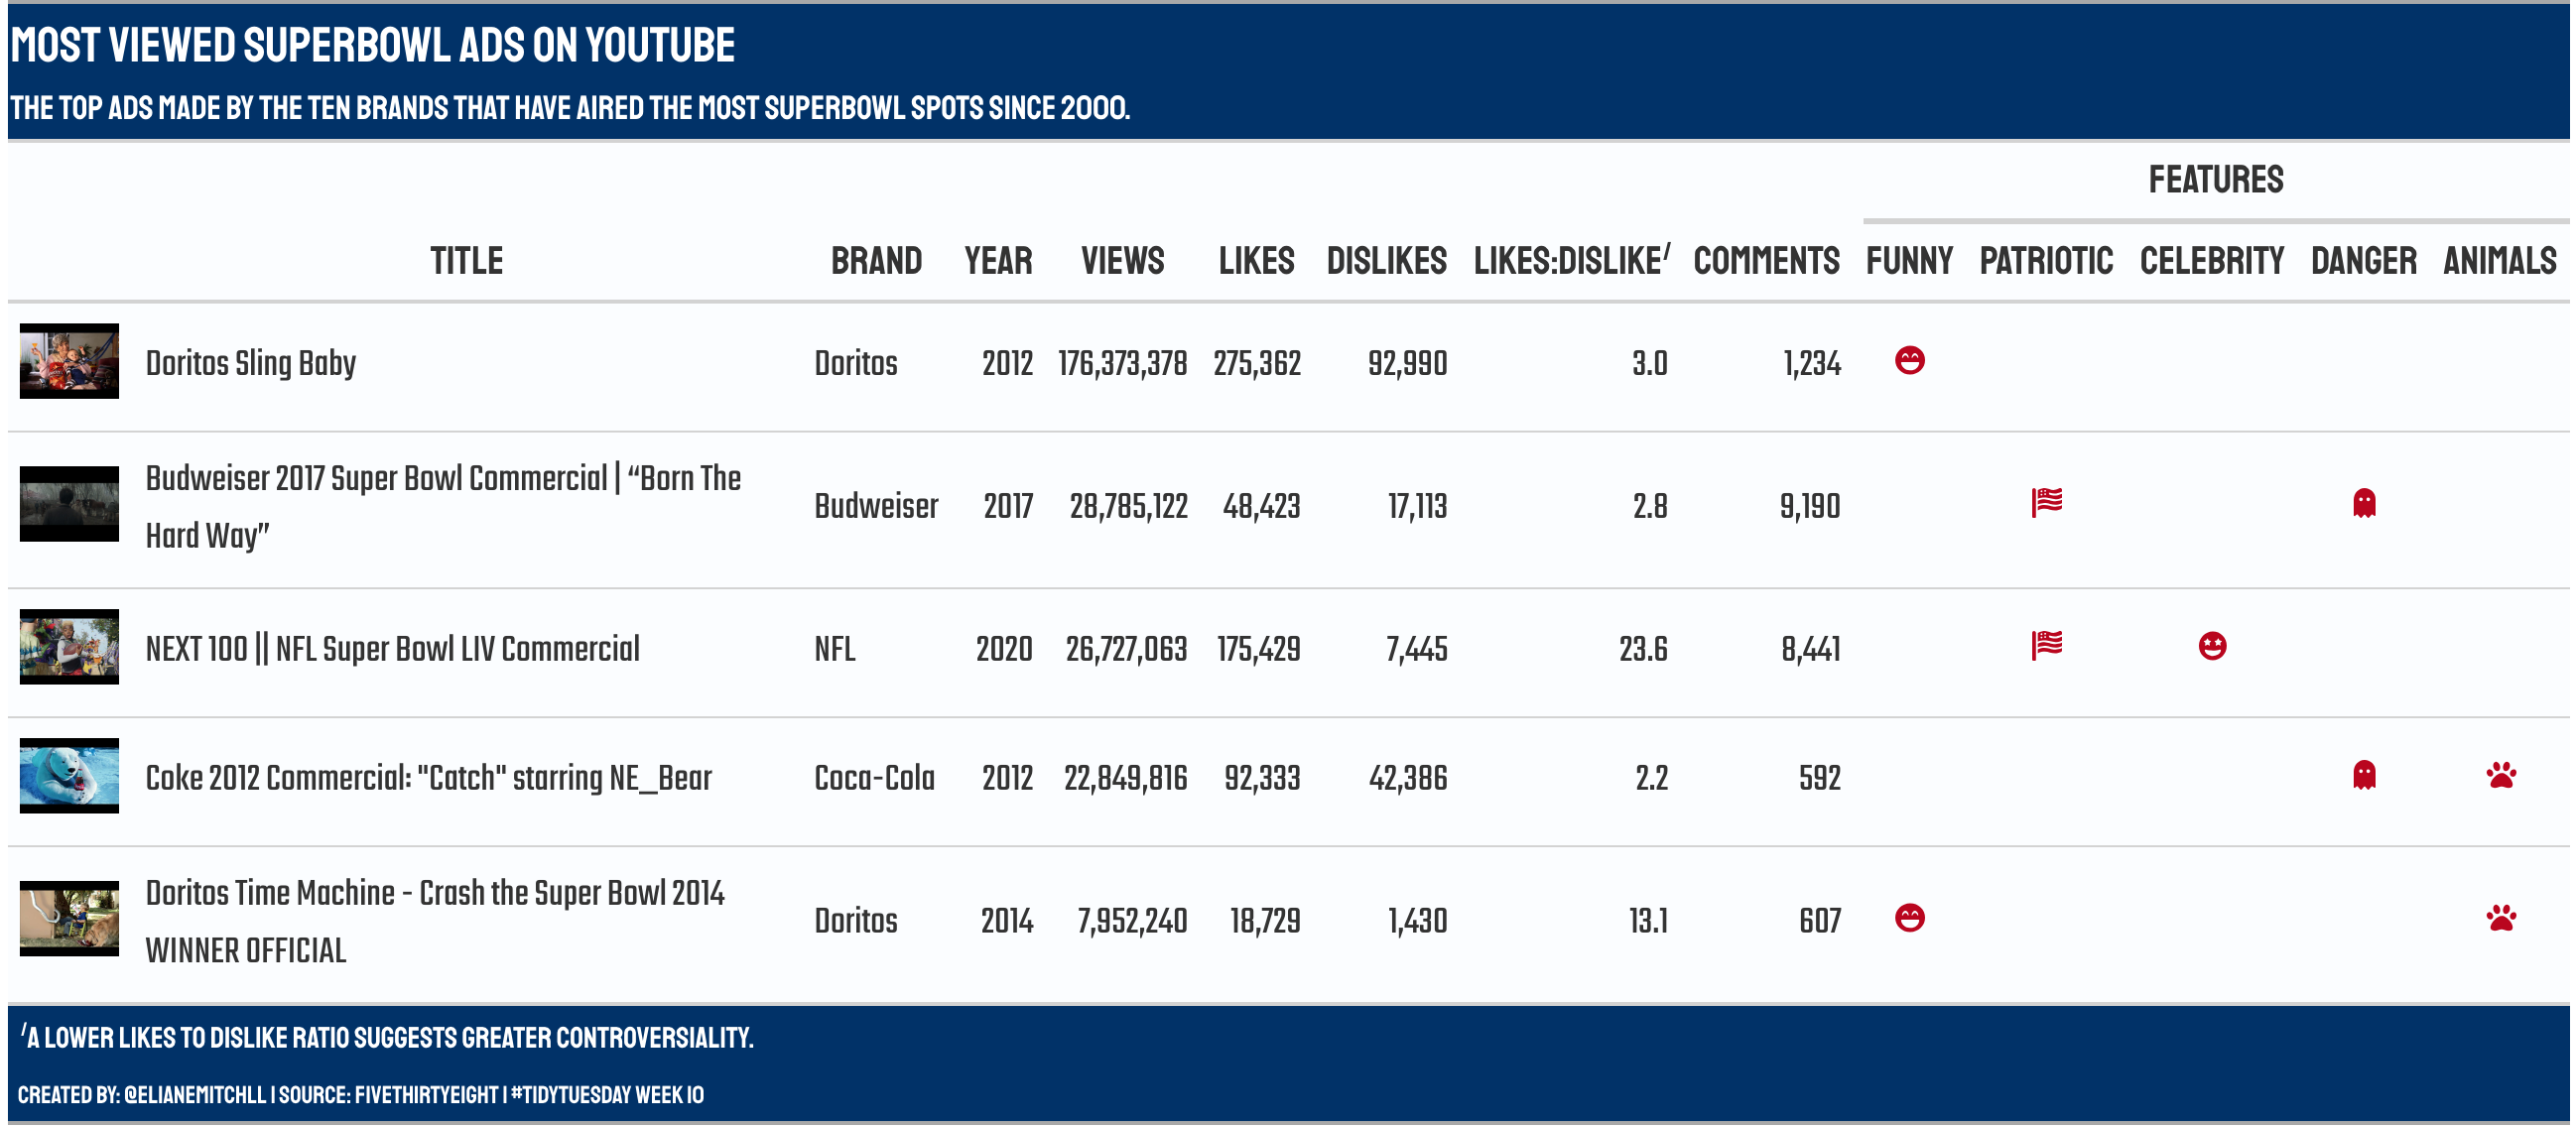 MOST VIEWED SUPERBOWL ADS ON YOUTUBE
THE TOP ADS MADE BY THE TEN BRANDS THAT HAVE AIRED THE MOST SUPERBOWL SPOTS SINCE 2000.
FEATURES
TITLE BRAND YEAR VIEWS LIKES DISLIKES LIKES:DISLIKE¹ COMMENTS FUNNY PATRIOTIC CELEBRITY DANGER ANIMALS
Doritos Sling Baby Doritos 2012 176,373,378 275,362 92,990 3.0 1,234
Budweiser 2017 Super Bowl Commercial | “Born The
Hard Way” Budweiser 2017 28,785,122 48,423 17,113 2.8 9,190
NEXT 100 || NFL Super Bowl LIV Commercial NFL 2020 26,727,063 175,429 7,445 23.6 8,441
Coke 2012 Commercial: "Catch" starring NE_Bear Coca-Cola 2012 22,849,816 92,333 42,386 2.2 592
Doritos Time Machine - Crash the Super Bowl 2014
WINNER OFFICIAL Doritos 2014 7,952,240 18,729 1,430 13.1 607
¹A LOWER LIKES TO DISLIKE RATIO SUGGESTS GREATER CONTROVERSIALITY.
CREATED BY: @ELIANEMITCHLL | SOURCE: FIVETHIRTYEIGHT | #TIDYTUESDAY WEEK 10